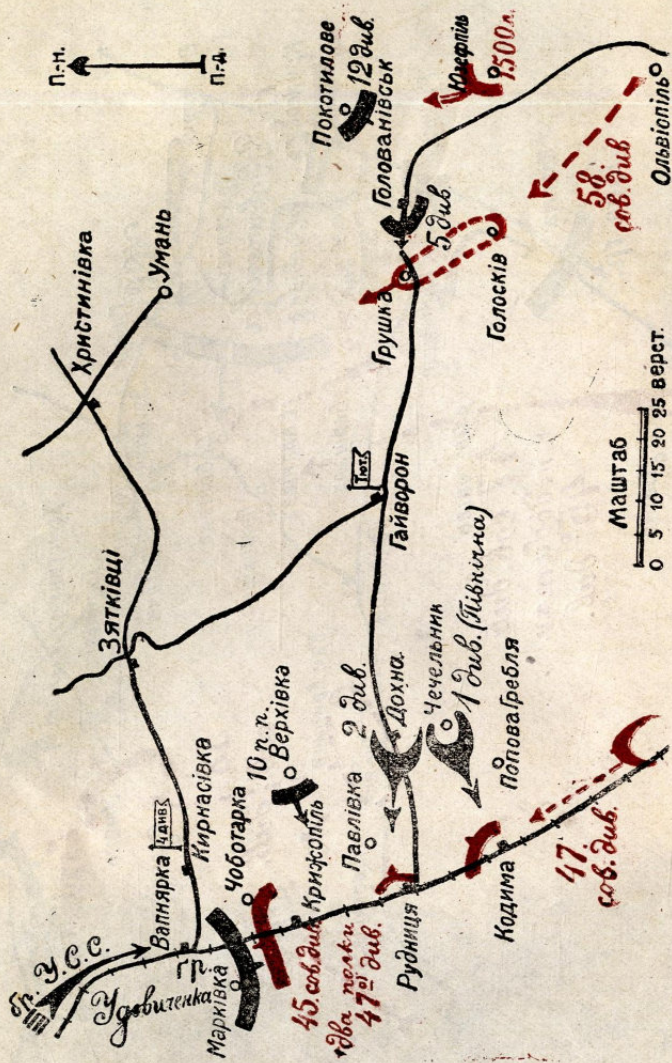 бр. У.С.С.
Вапнярка
4 див
Кирнасівка
Зятківці
Христинівка
Умань
П.-н.
П.-д.
Гр.
Удовиченка
Марківка
Чоботарка
10 п.п.
Верхівка
45. сов. див.
+два полки
47ої див.
Крижопіль
Павлівка
2 див.
Дохна.
Рудниця
Чечельник
1 див. (Північна)
Попова Гребля
Кодима
47.
сов. див.
Тют.
Гайворон
Грушка
5 див.
Голованівськ
Покотилове
12 див.
Юзефпіль
1500 л.
Голосків
58.
сов. див
Ольвіопіль
Маштаб
0 5 10 15 20 25 верст.